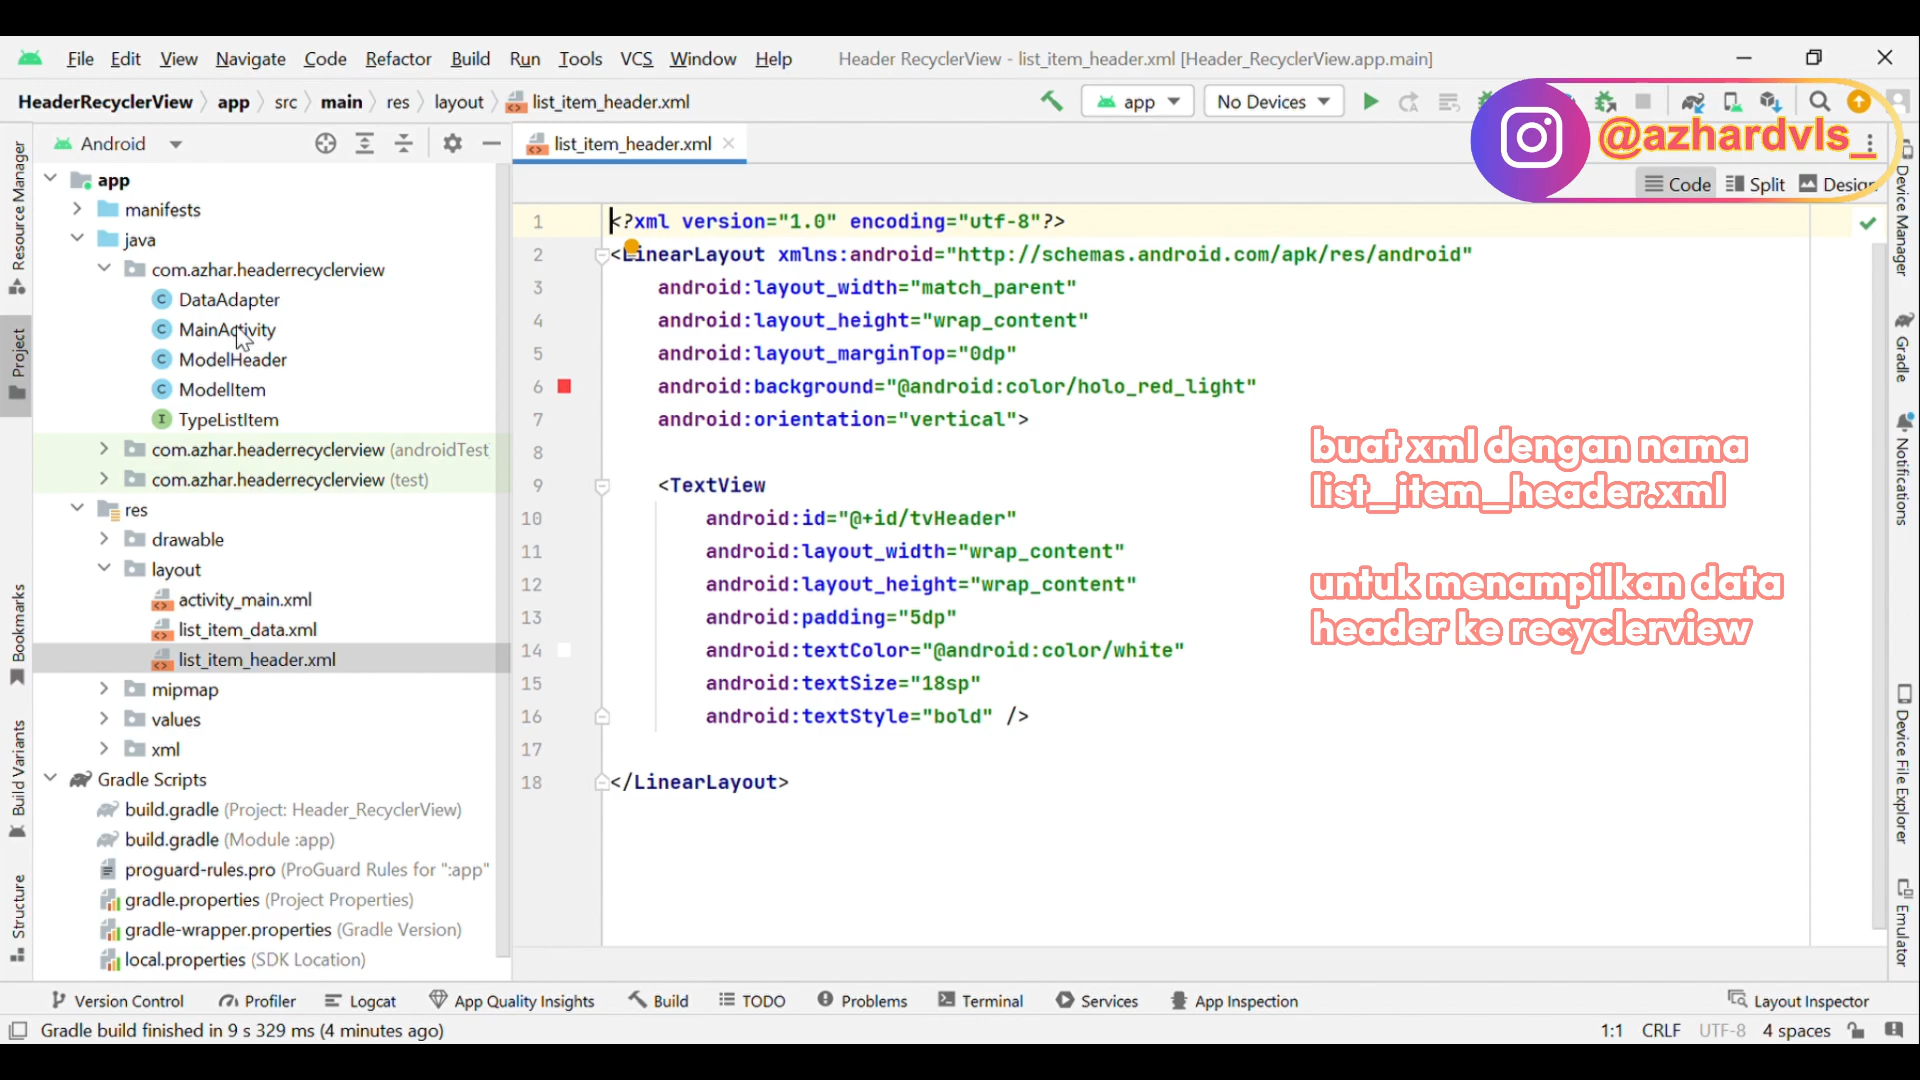 File Edit View Navigate Code Refactor Build Run Tools VCS Window Help Header RecyclerView - list_item_header.xml [Header_RecyclerView.app.main]
HeaderRecyclerView app src main res layout list_item_header.xml app No Devices
@azhardvls_
Android list_item_header.xml
Code Split Design
Resource Manager
Project
Bookmarks
Build Variants
Structure
app
manifests
java
com.azhar.headerrecyclerview
DataAdapter
MainActivity
ModelHeader
ModelItem
TypeListItem
com.azhar.headerrecyclerview (androidTest
com.azhar.headerrecyclerview (test)
res
drawable
layout
activity_main.xml
list_item_data.xml
list_item_header.xml
mipmap
values
xml
Gradle Scripts
build.gradle (Project: Header_RecyclerView)
build.gradle (Module :app)
proguard-rules.pro (ProGuard Rules for ":app"
gradle.properties (Project Properties)
gradle-wrapper.properties (Gradle Version)
local.properties (SDK Location)
1 <?xml version="1.0" encoding="utf-8"?>
2 <LinearLayout xmlns:android="http://schemas.android.com/apk/res/android"
3 android:layout_width="match_parent"
4 android:layout_height="wrap_content"
5 android:layout_marginTop="0dp"
6 android:background="@android:color/holo_red_light"
7 android:orientation="vertical">
8
9 <TextView
10 android:id="@+id/tvHeader"
11 android:layout_width="wrap_content"
12 android:layout_height="wrap_content"
13 android:padding="5dp"
14 android:textColor="@android:color/white"
15 android:textSize="18sp"
16 android:textStyle="bold" />
17
18 </LinearLayout>
buat xml dengan nama
list_item_header.xml
untuk menampilkan data
header ke recyclerview
Device Manager
Gradle
Notifications
Device File Explorer
Emulator
Version Control Profiler Logcat App Quality Insights Build TODO Problems Terminal Services App Inspection Layout Inspector
Gradle build finished in 9 s 329 ms (4 minutes ago) 1:1 CRLF UTF-8 4 spaces